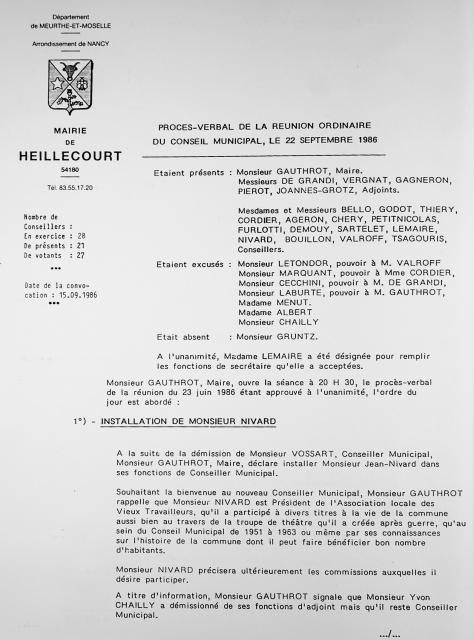 Département
de MEURTHE-ET-MOSELLE
Arrondissement de NANCY
MAIRIE
DE
HEILLECOURT
54180
Tél. 83.55.17.20
Nombre de
Conseillers :
En exercice : 28
De présents : 21
De votants : 27
***
Date de la convo-
cation : 15.09.1986
***
PROCES-VERBAL DE LA REUNION ORDINAIRE
DU CONSEIL MUNICIPAL, LE 22 SEPTEMBRE 1986
Etaient présents : Monsieur GAUTHROT, Maire.
Messieurs DE GRANDI, VERGNAT, GAGNERON,
PIEROT, JOANNES-GROTZ, Adjoints.
Mesdames et Messieurs BELLO, GODOT, THIERY,
CORDIER, AGERON, CHERY, PETITNICOLAS,
FURLOTTI, DEMOUY, SARTELET, LEMAIRE,
NIVARD, BOUILLON, VALROFF, TSAGOURIS,
Conseillers.
Etaient excusés : Monsieur LETONDOR, pouvoir à M. VALROFF
Monsieur MARQUANT, pouvoir à Mme CORDIER,
Monsieur CECCHINI, pouvoir à M. DE GRANDI,
Monsieur LABURTE, pouvoir à M. GAUTHROT,
Madame MENUT.
Madame ALBERT
Monsieur CHAILLY
Etait absent : Monsieur GRUNTZ.
A l'unanimité, Madame LEMAIRE a été désignée pour remplir
les fonctions de secrétaire qu'elle a acceptées.
Monsieur GAUTHROT, Maire, ouvre la séance à 20 H 30, le procès-verbal
de la réunion du 23 juin 1986 étant approuvé à l'unanimité, l'ordre du
jour est abordé :
1°) - INSTALLATION DE MONSIEUR NIVARD
A la suite de la démission de Monsieur VOSSART, Conseiller Municipal,
Monsieur GAUTHROT, Maire, déclare installer Monsieur Jean-Nivard dans
ses fonctions de Conseiller Municipal.
Souhaitant la bienvenue au nouveau Conseiller Municipal, Monsieur GAUTHROT
rappelle que Monsieur NIVARD est Président de l'Association locale des
Vieux Travailleurs, qu'il a participé à divers titres à la vie de la commune
aussi bien au travers de la troupe de théâtre qu'il a créée après guerre, qu'au
sein du Conseil Municipal de 1951 à 1963 ou même par ses connaissances
sur l'histoire de la commune dont il peut faire bénéficier bon nombre
d'habitants.
Monsieur NIVARD précisera ultérieurement les commissions auxquelles il
désire participer.
A titre d'information, Monsieur GAUTHROT signale que Monsieur Yvon
CHAILLY a démissionné de ses fonctions d'adjoint mais qu'il reste Conseiller
Municipal.
.../...